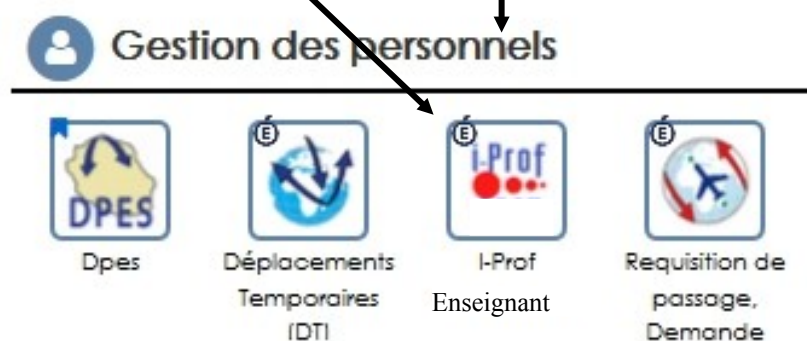 Gestion des personnels
DPES
É
É
i-Prof
É
Dpes
Déplacements
Temporaires
(DT)
I-Prof
Enseignant
Requisition de
passage,
Demande